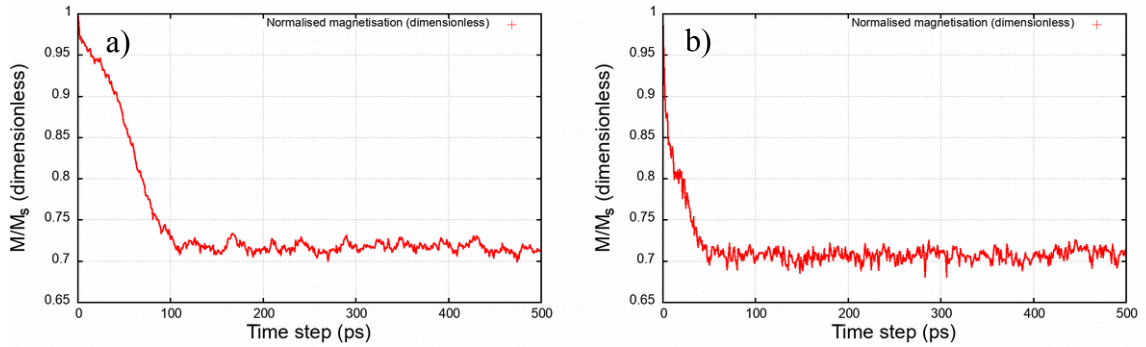 a)
Normalised magnetisation (dimensionless)
M/Ms (dimensionless)
1
0.95
0.9
0.85
0.8
0.75
0.7
0.65
0 100 200 300 400 500
Time step (ps)
b)
Normalised magnetisation (dimensionless)
M/Ms (dimensionless)
1
0.95
0.9
0.85
0.8
0.75
0.7
0.65
0 100 200 300 400 500
Time step (ps)